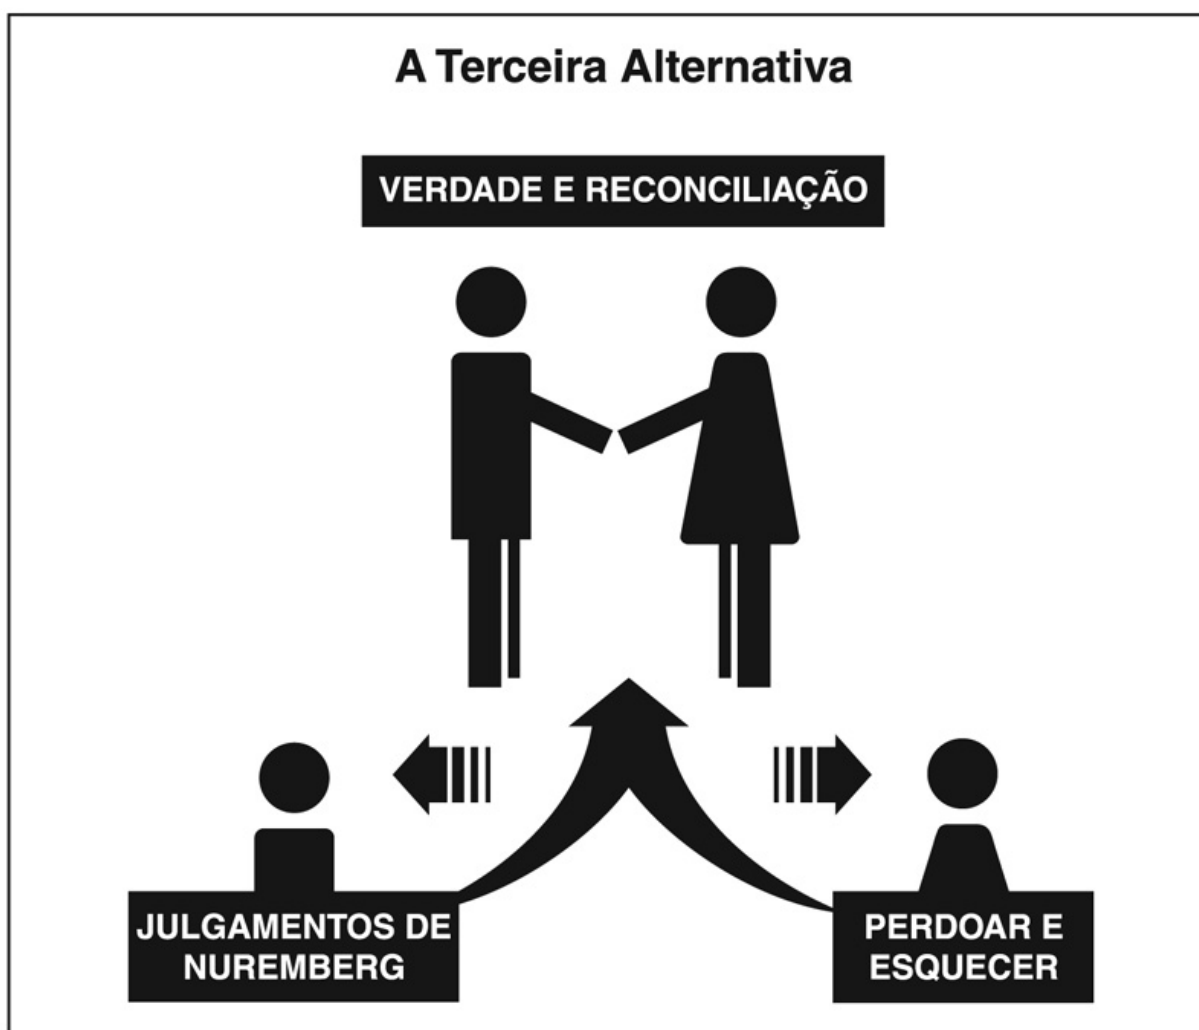 A Terceira Alternativa
VERDADE E RECONCILIAÇÃO
JULGAMENTOS DE
NUREMBERG
PERDOAR E
ESQUECER